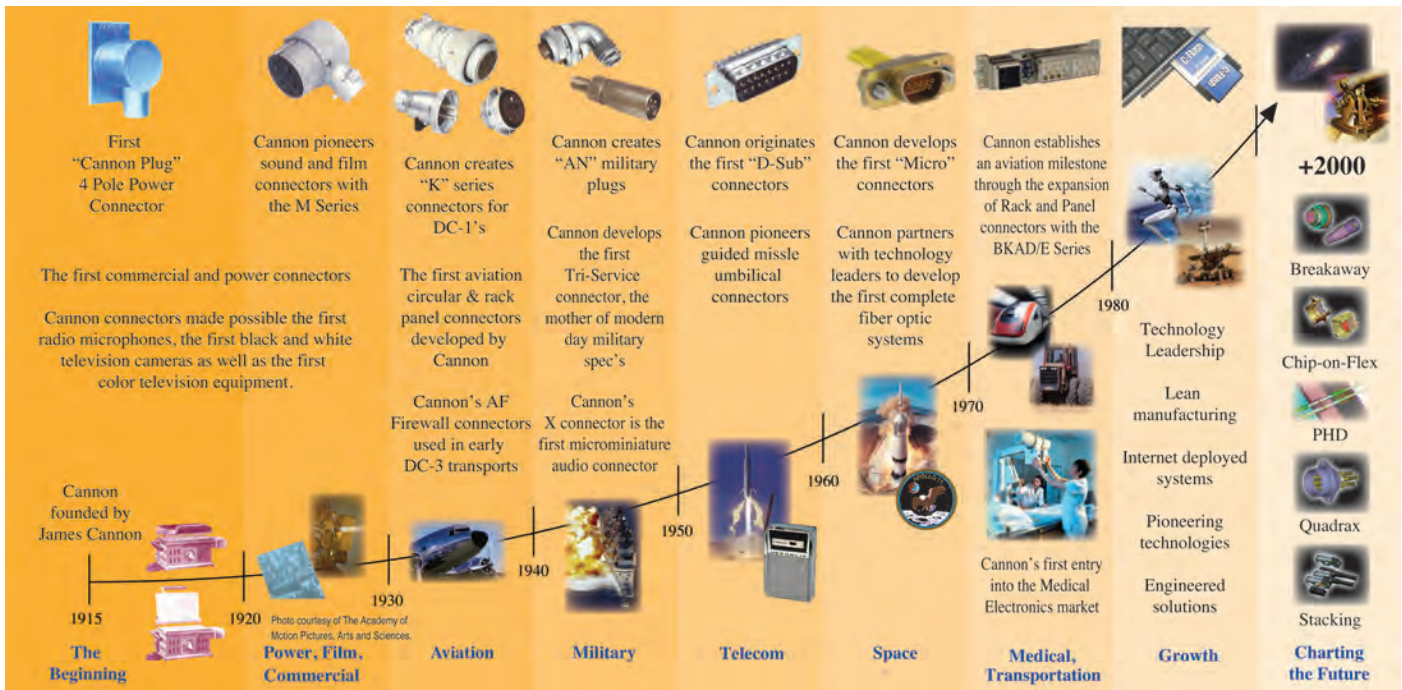 First
“Cannon Plug”
4 Pole Power
Connector
Cannon pioneers
sound and film
connectors with
the M Series
The first commercial and power connectors
Cannon connectors made possible the first
radio microphones, the first black and white
television cameras as well as the first
color television equipment.
Cannon
founded by
James Cannon
Cannon creates
“K” series
connectors for
DC-1's
The first aviation
circular & rack
panel connectors
developed by
Cannon
Cannon's AF
Firewall connectors
used in early
DC-3 transports
Cannon creates
“AN” military
plugs
Cannon develops
the first
Tri-Service
connector, the
mother of modern
day military
spec's
Cannon's
X connector is the
first microminiature
audio connector
Cannon originates
the first “D-Sub”
connectors
Cannon pioneers
guided missle
umbilical
connectors
Cannon develops
the first “Micro”
connectors
Cannon partners
with technology
leaders to develop
the first complete
fiber optic
systems
APOLLO 11
Cannon establishes
an aviation milestone
through the expansion
of Rack and Panel
connectors with the
BKAD/E Series
Cannon's first entry
into the Medical
Electronics market
C-Flash
Technology
Leadership
Lean
manufacturing
Internet deployed
systems
Pioneering
technologies
Engineered
solutions
+2000
Breakaway
Chip-on-Flex
PHD
Quadrax
Stacking
1915
1920
1930
1940
1950
1960
1970
1980
Photo courtesy of The Academy of
Motion Pictures, Arts and Sciences.
The
Beginning
Power, Film,
Commercial
Aviation
Military
Telecom
Space
Medical,
Transportation
Growth
Charting
the Future